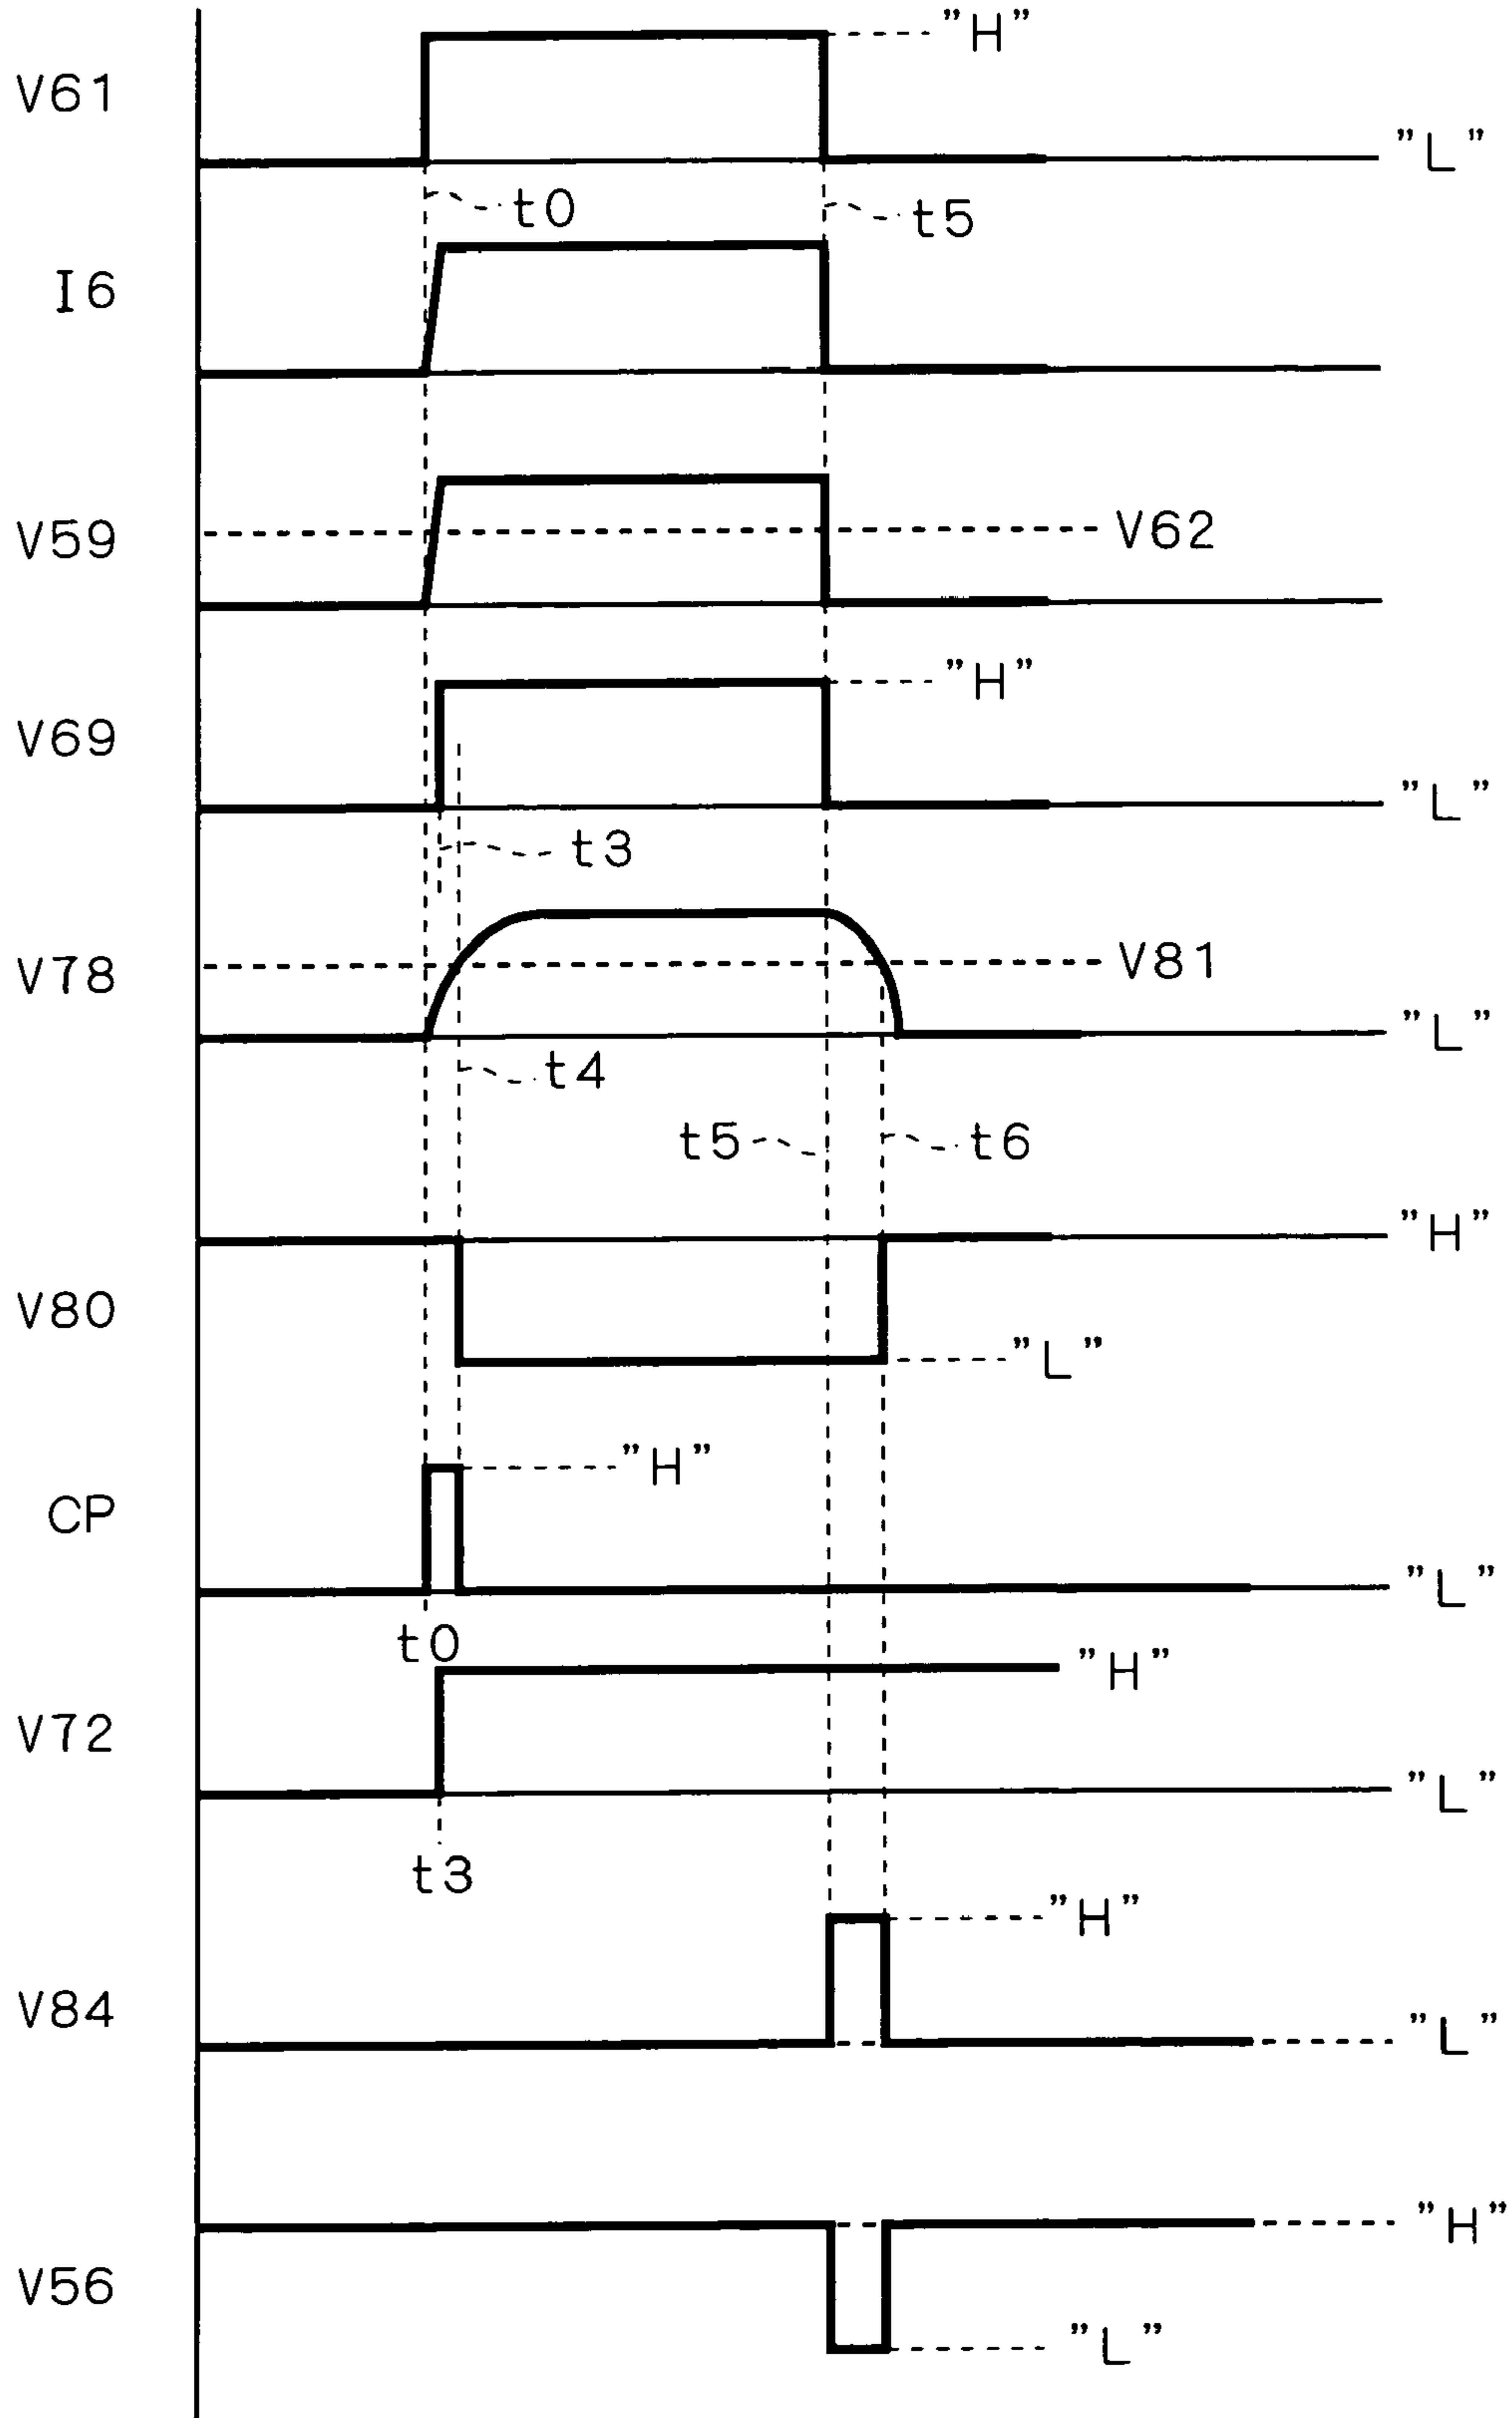 V61 "H"
"L"
t0 t5
I6
V59 V62
V69 "H"
"L"
t3
V78 V81
"L"
t4
t5 t6
"H"
V80
"L"
"H"
CP
"L"
t0
"H"
V72
"L"
t3
"H"
V84
"L"
"H"
V56
"L"